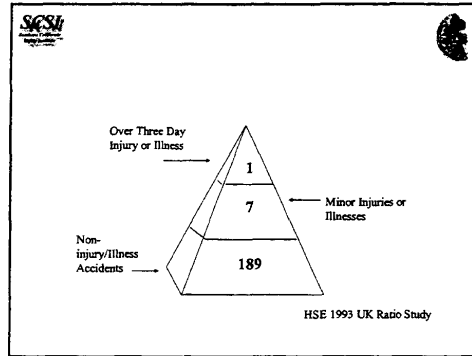 SCSI
Over Three Day
Injury or Illness
1
7
Minor Injuries or
Illnesses
Non-
injury/Illness
Accidents
189
HSE 1993 UK Ratio Study